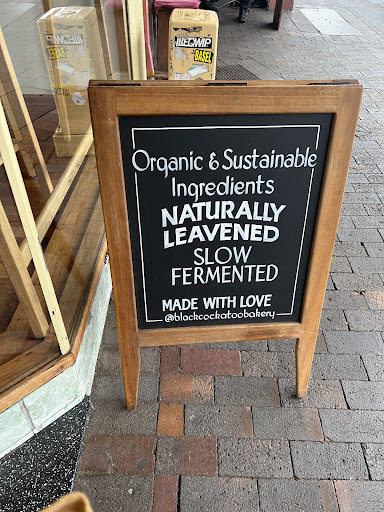 Organic & Sustainable
Ingredients
NATURALLY
LEAVENED
SLOW
FERMENTED
MADE WITH LOVE
@blackcockatoobakery